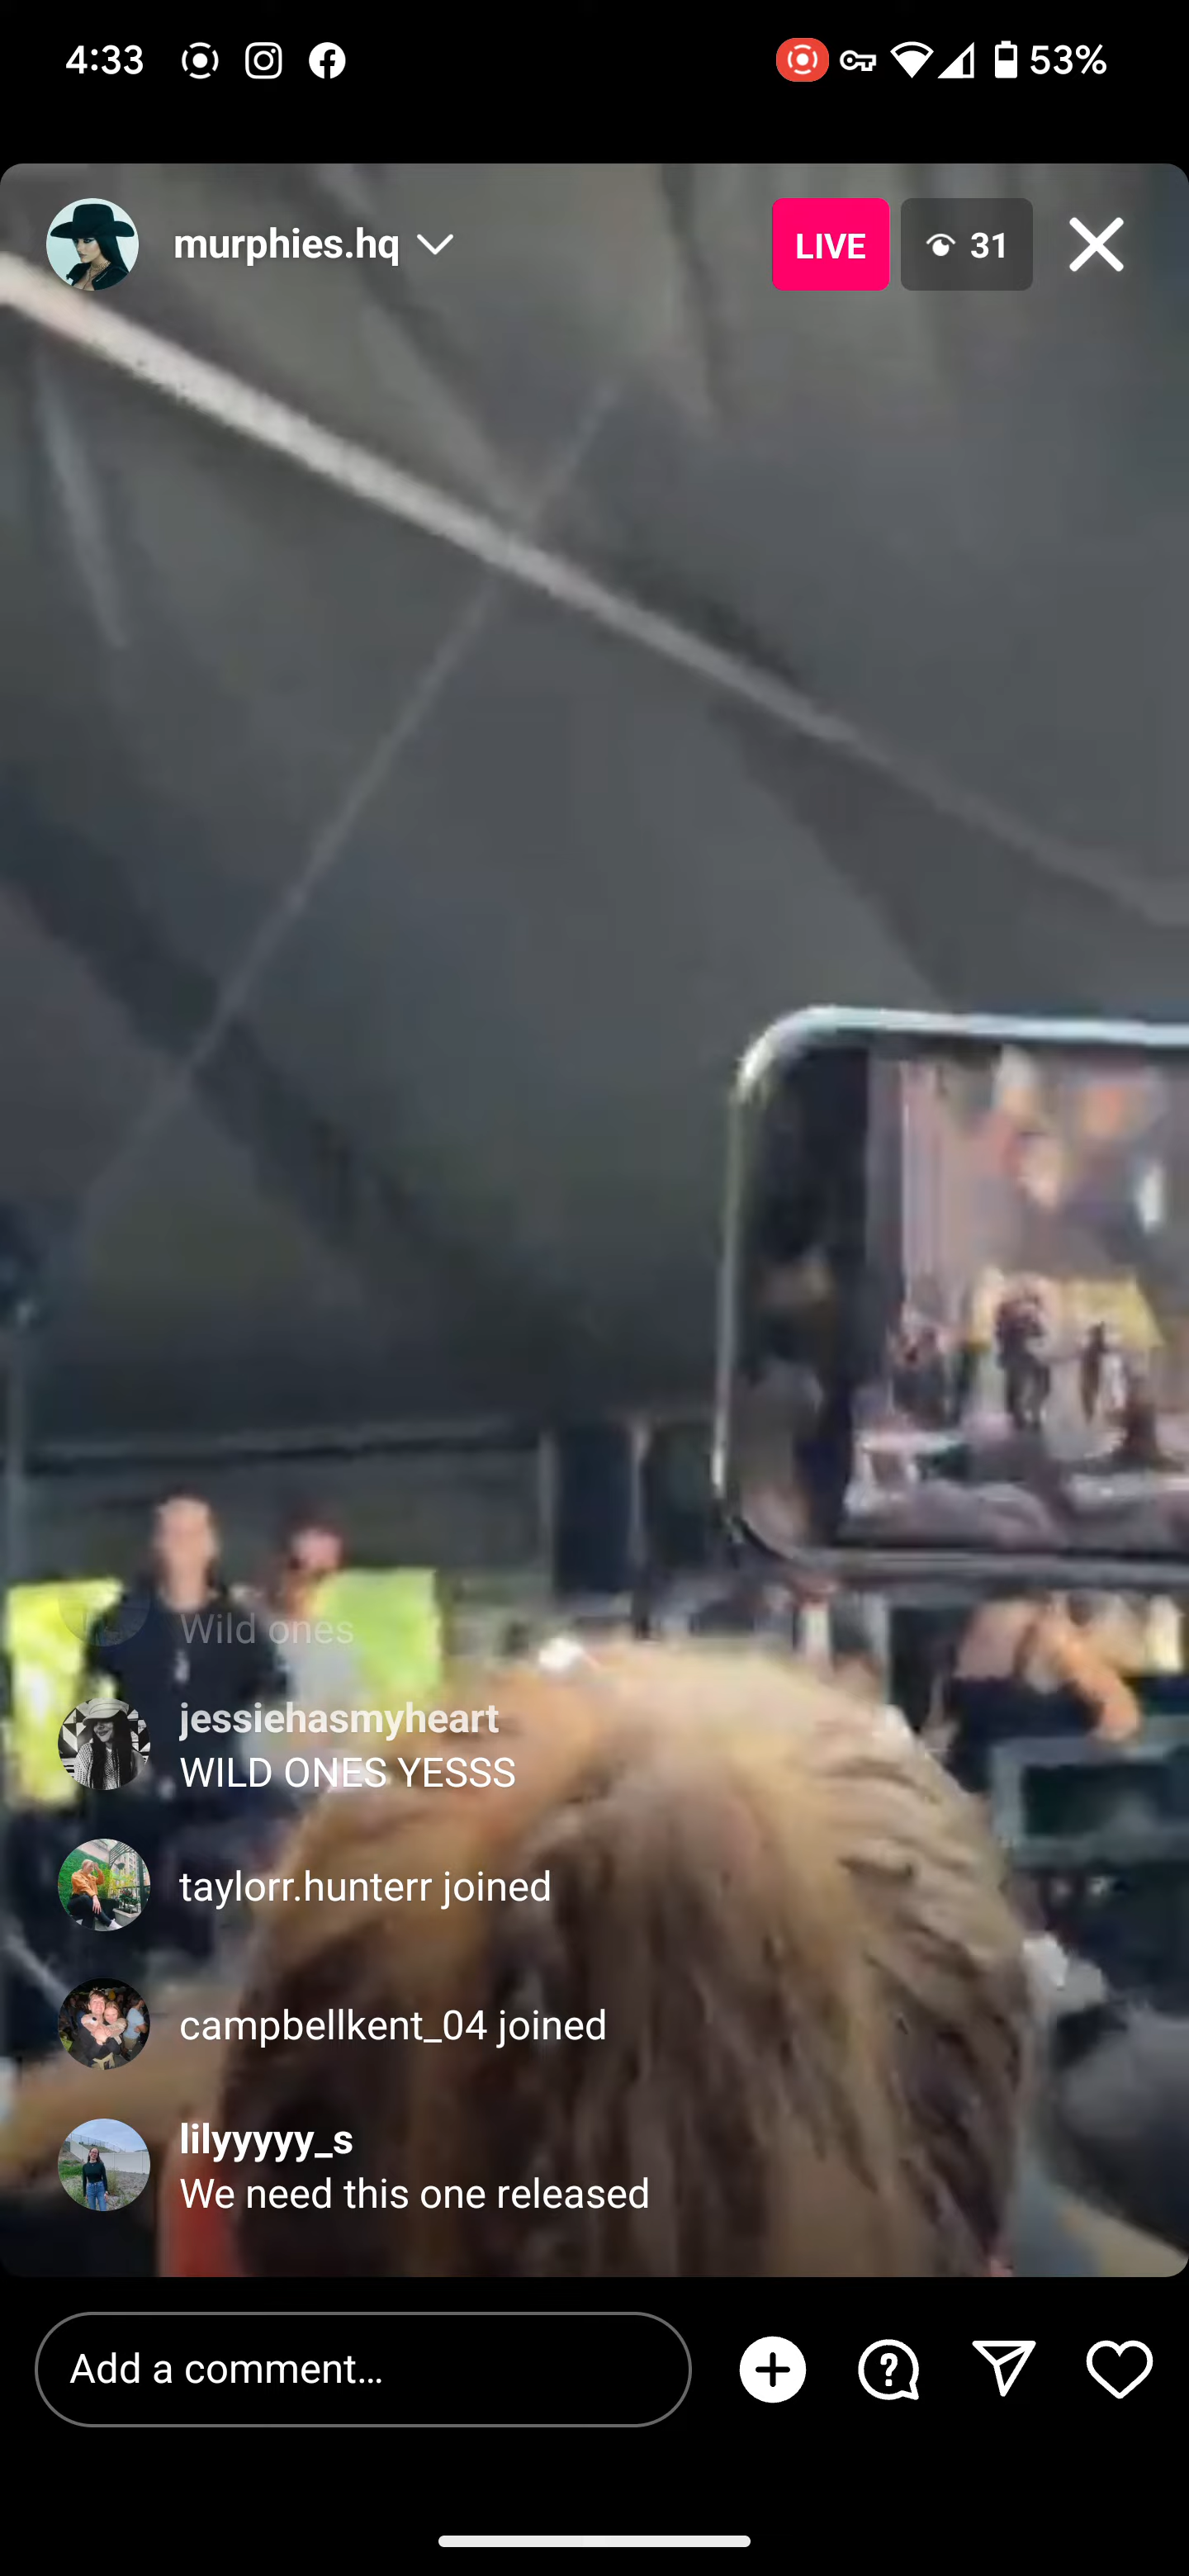 4:33
53%
murphies.hq
LIVE
31
Wild ones
jessiehasmyheart
WILD ONES YESSS
taylorr.hunterr joined
campbellkent_04 joined
lilyyyyy_s
We need this one released
Add a comment…